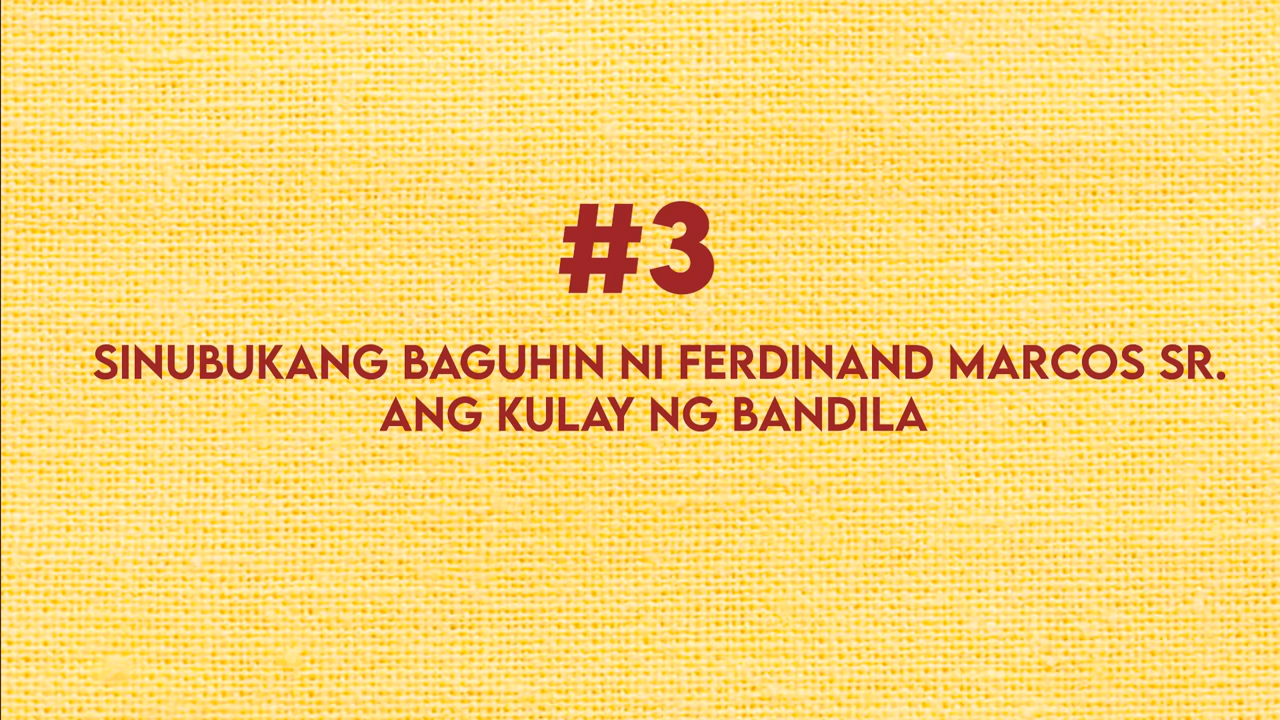 #3
SINUBUKANG BAGUHIN NI FERDINAND MARCOS SR.
ANG KULAY NG BANDILA